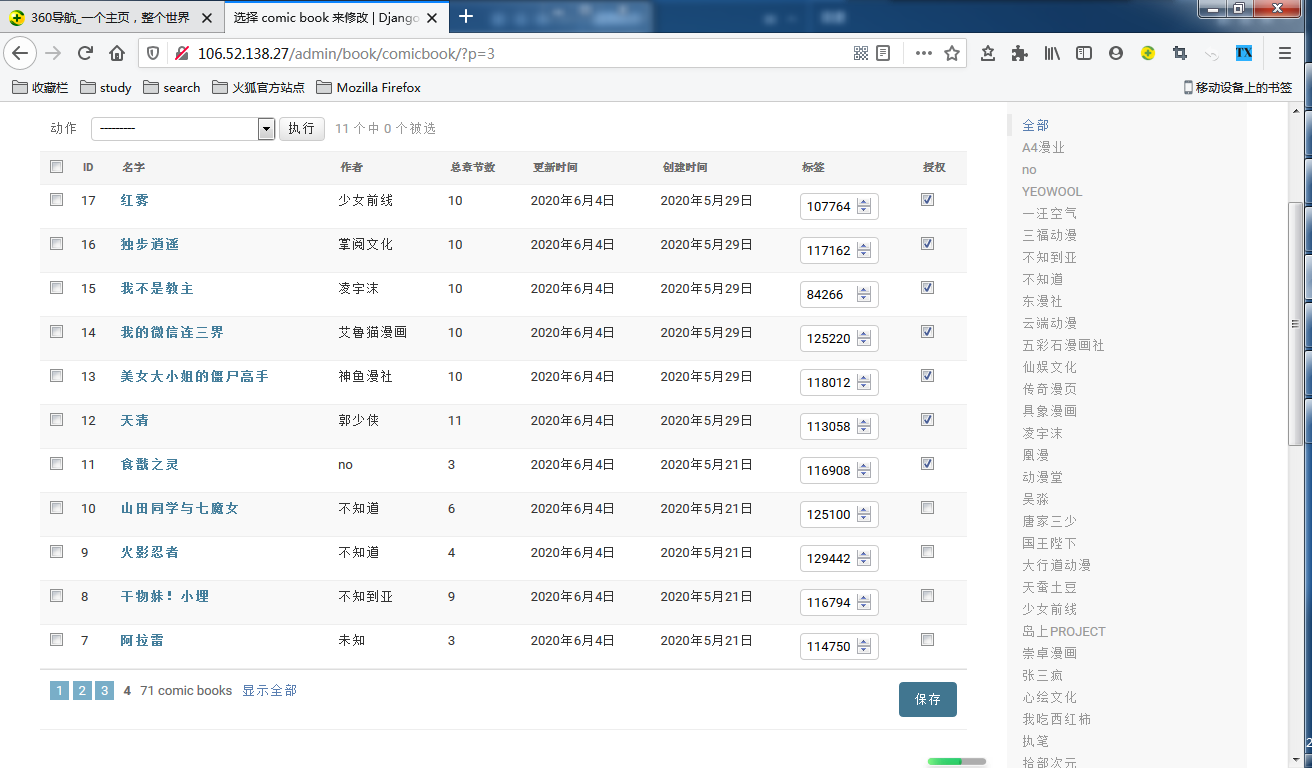 360导航_一个主页，整个世界
选择 comic book 来修改 | Django
106.52.138.27/admin/book/comicbook/?p=3
收藏栏 study search 火狐官方站点 Mozilla Firefox 移动设备上的书签
动作 --------- 执行 11 个中 0 个被选
ID 名字 作者 总章节数 更新时间 创建时间 标签 授权
17 红雾 少女前线 10 2020年6月4日 2020年5月29日 107764
16 独步逍遥 掌阅文化 10 2020年6月4日 2020年5月29日 117162
15 我不是教主 凌宇沫 10 2020年6月4日 2020年5月29日 84266
14 我的微信连三界 艾鲁猫漫画 10 2020年6月4日 2020年5月29日 125220
13 美女大小姐的僵尸高手 神鱼漫社 10 2020年6月4日 2020年5月29日 118012
12 天清 郭少侠 11 2020年6月4日 2020年5月29日 113058
11 食戬之灵 no 3 2020年6月4日 2020年5月21日 116908
10 山田同学与七魔女 不知道 6 2020年6月4日 2020年5月21日 125100
9 火影忍者 不知道 4 2020年6月4日 2020年5月21日 129442
8 干物妹！小埋 不知到亚 9 2020年6月4日 2020年5月21日 116794
7 阿拉蕾 未知 3 2020年6月4日 2020年5月21日 114750
1 2 3 4 71 comic books 显示全部 保存
全部
A4漫业
no
YEOWOOL
一汪空气
三福动漫
不知到亚
不知道
东漫社
云端动漫
五彩石漫画社
仙娱文化
传奇漫页
具象漫画
凌宇沫
凰漫
动漫堂
吴淼
唐家三少
国王陛下
大行道动漫
天蚕土豆
少女前线
岛上PROJECT
崇卓漫画
张三疯
心绘文化
我吃西红柿
执笔
拾部次元